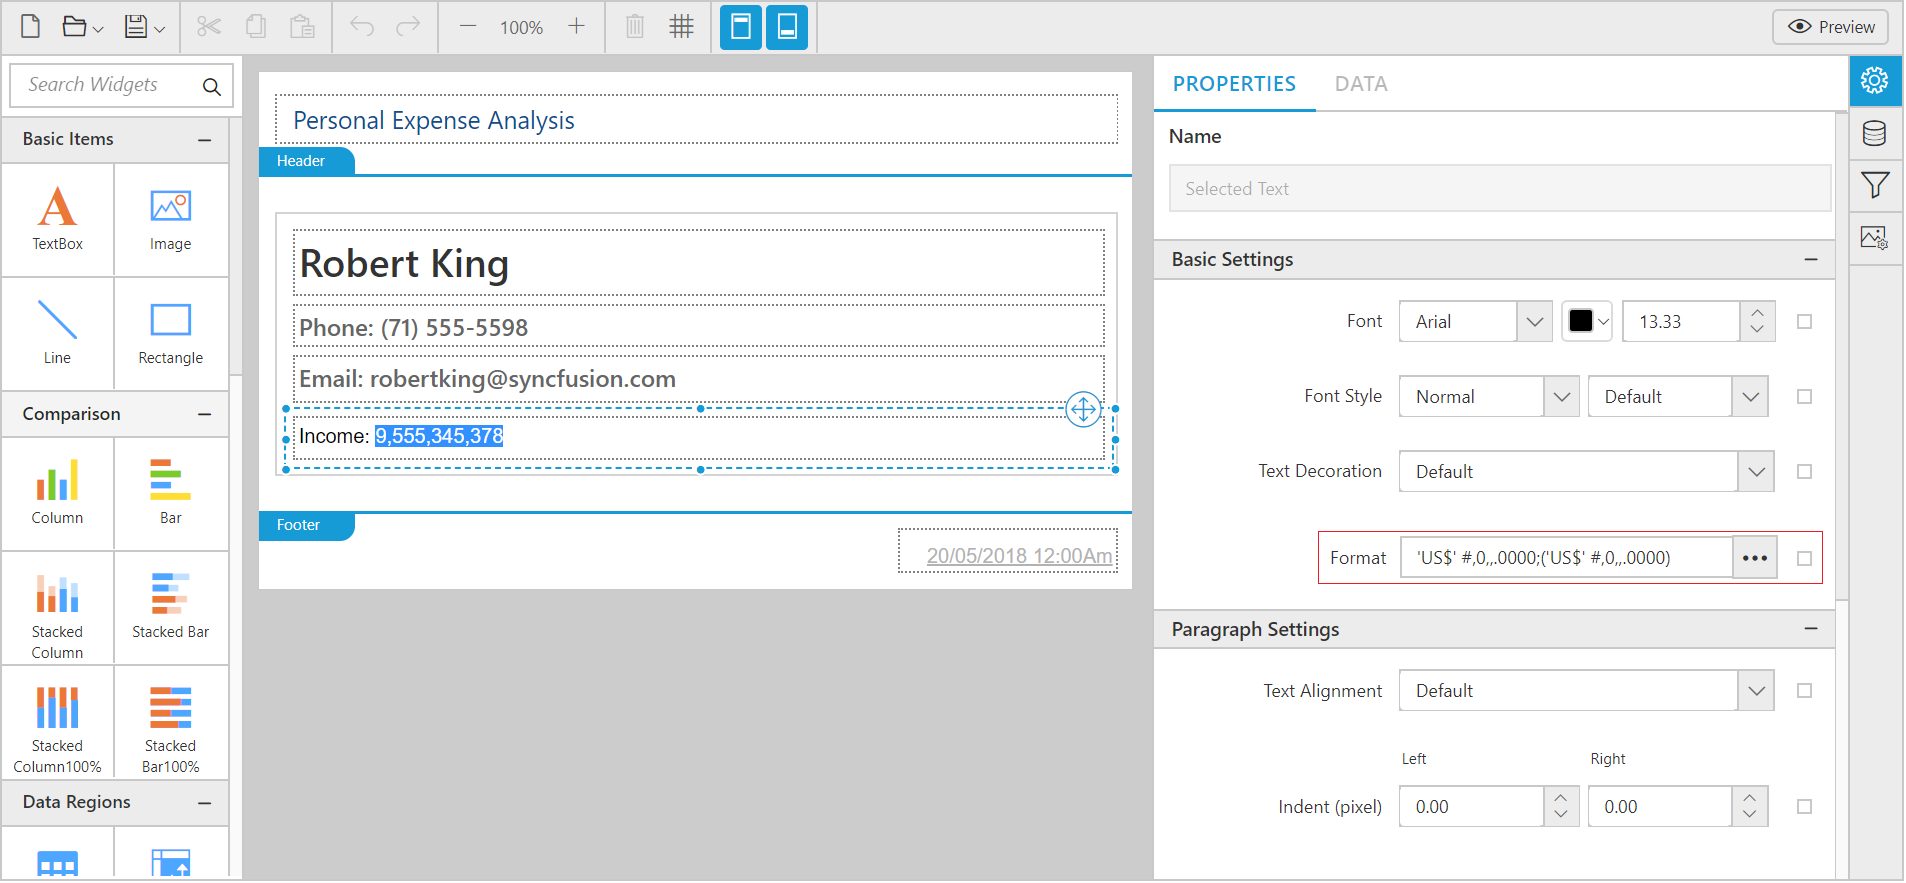 100%
Preview
Search Widgets
Basic Items
TextBox
Image
Line
Rectangle
Comparison
Column
Bar
Stacked
Column
Stacked Bar
Stacked
Column100%
Stacked
Bar100%
Data Regions
Personal Expense Analysis
Header
Robert King
Phone: (71) 555-5598
Email: robertking@syncfusion.com
Income: 9,555,345,378
Footer
20/05/2018 12:00Am
PROPERTIES DATA
Name
Selected Text
Basic Settings
Font Arial 13.33
Font Style Normal Default
Text Decoration Default
Format 'US$' #,0,,.0000;('US$' #,0,,.0000)
Paragraph Settings
Text Alignment Default
Left Right
Indent (pixel) 0.00 0.00